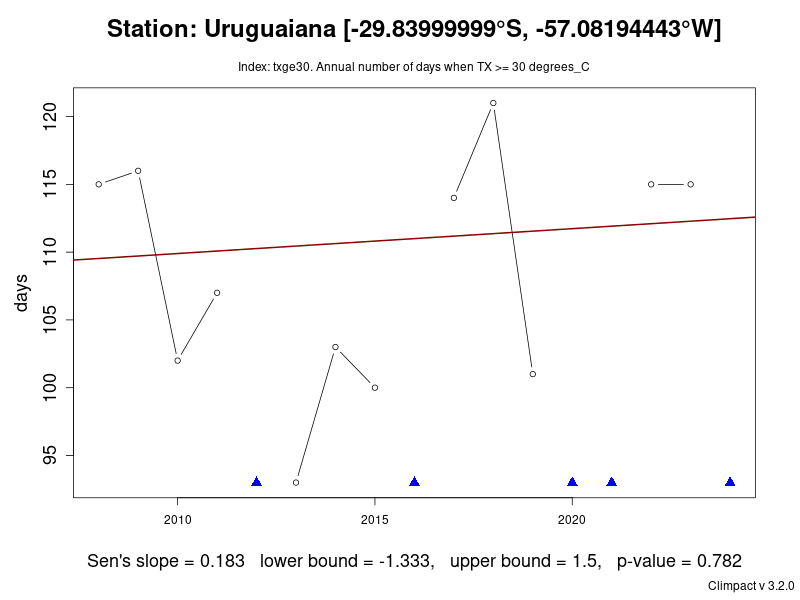 Station: Uruguaiana [-29.83999999°S, -57.08194443°W]
Index: txge30. Annual number of days when TX >= 30 degrees_C
days
120
115
110
105
100
95
2010 2015 2020
Sen's slope = 0.183 lower bound = -1.333, upper bound = 1.5, p-value = 0.782
Climpact v 3.2.0